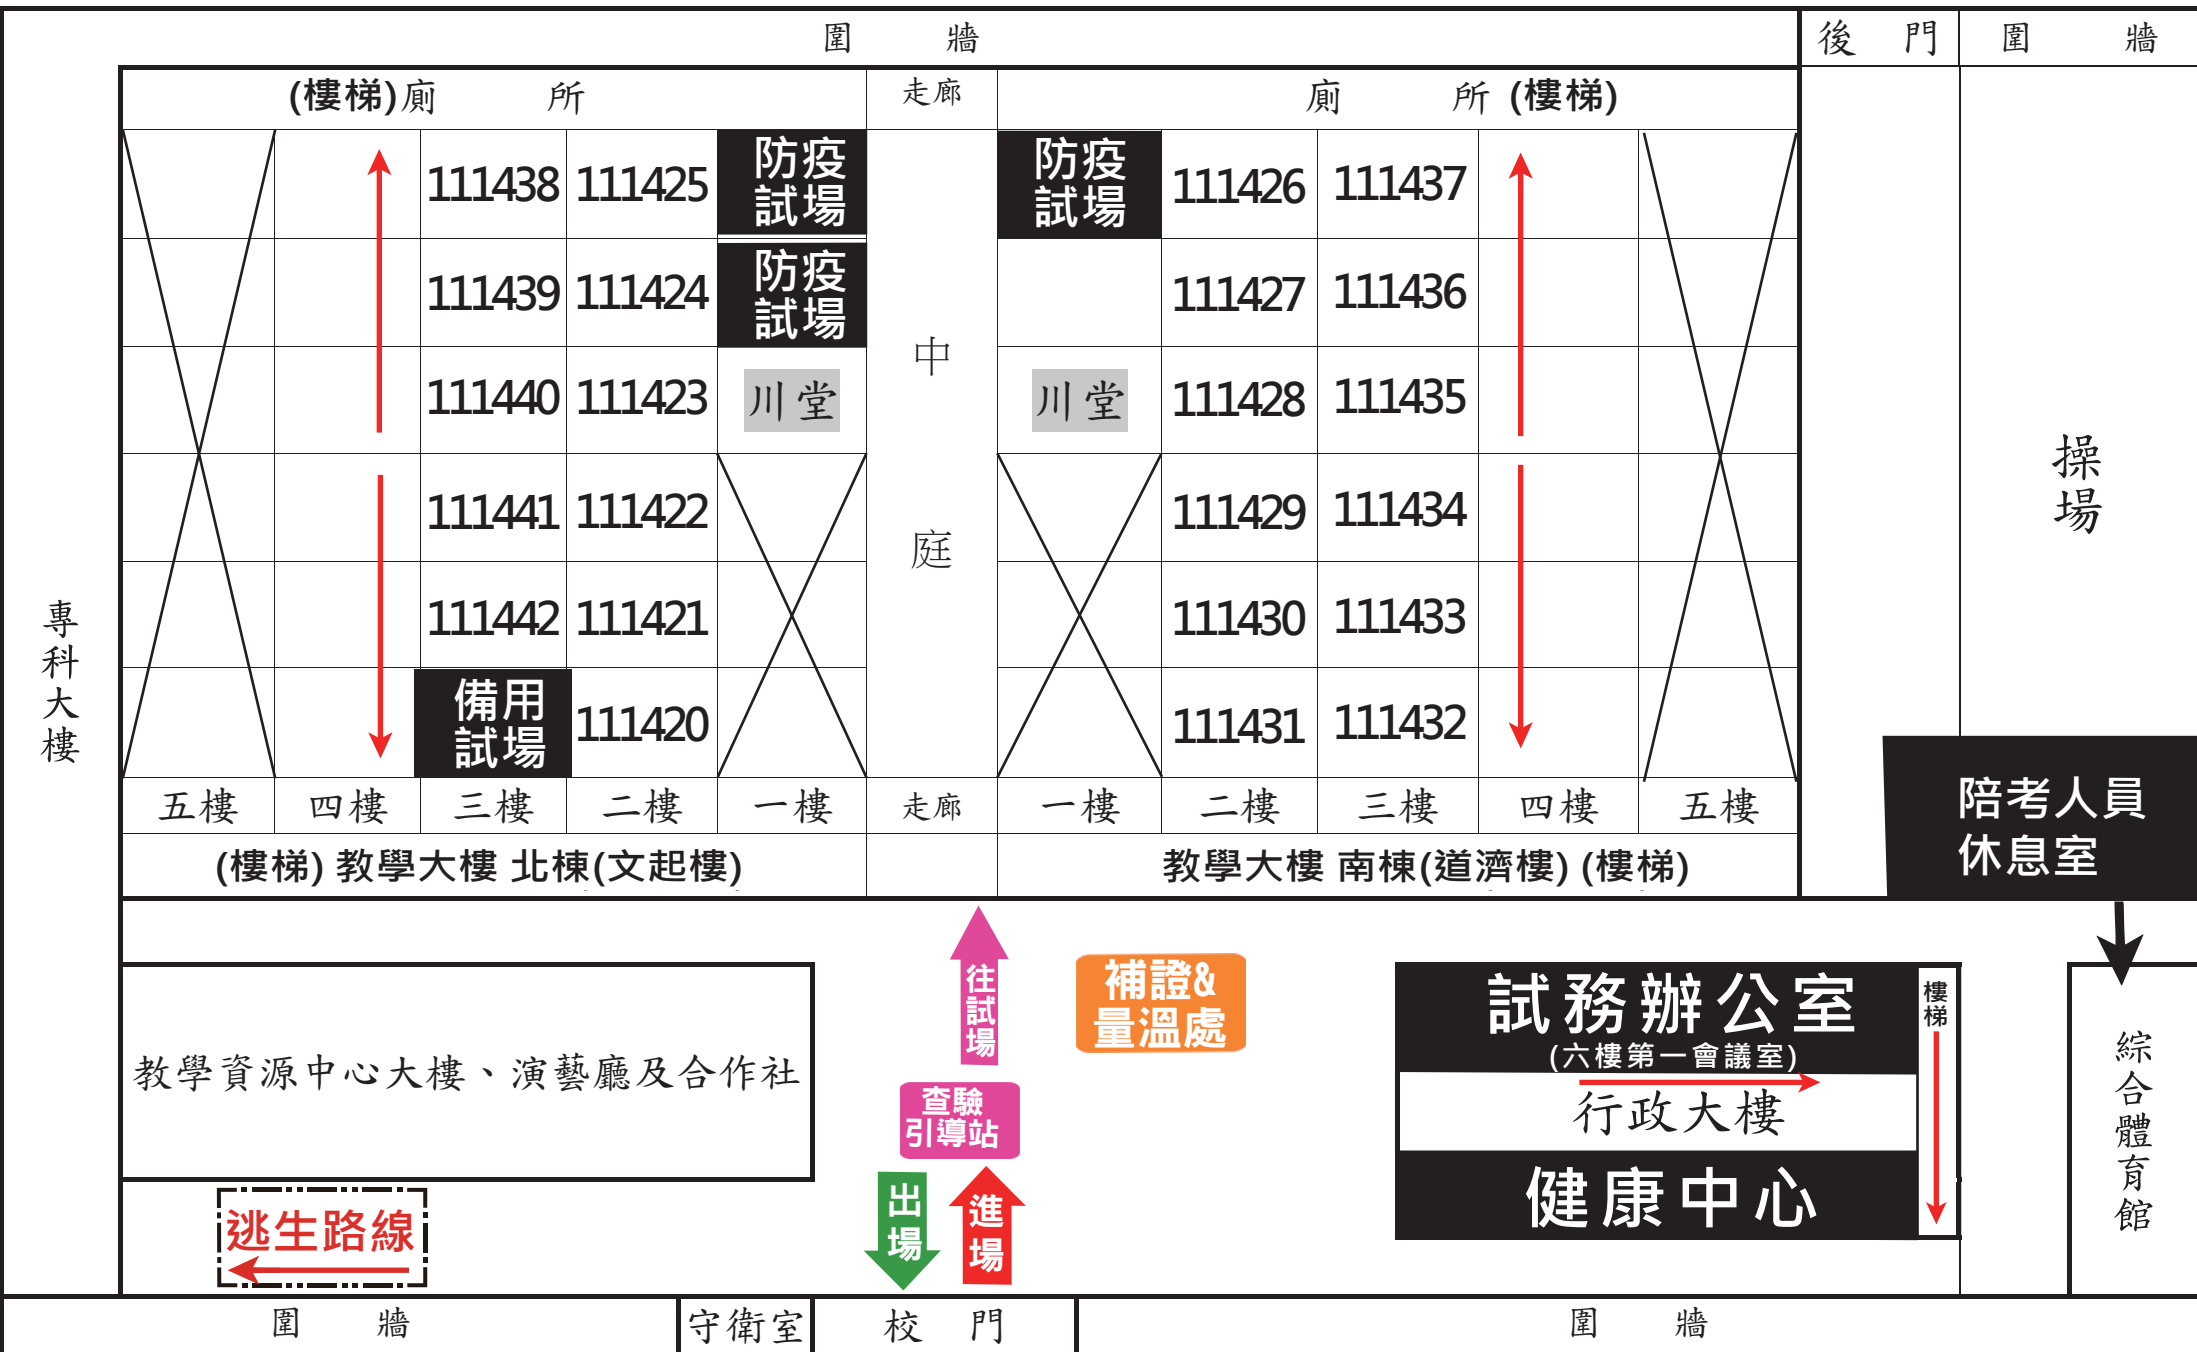 圍 牆
後 門
圍 牆
(樓梯)廁 所
走廊
廁 所 (樓梯)
111438 111425 防疫試場 防疫試場 111426 111437
111439 111424 防疫試場 111427 111436
111440 111423 川堂 川堂 111428 111435
111441 111422 111429 111434
111442 111421 111430 111433
備用試場 111420 111431 111432
中庭
操場
專科大樓
五樓 四樓 三樓 二樓 一樓 走廊 一樓 二樓 三樓 四樓 五樓
(樓梯) 教學大樓 北棟(文起樓)
教學大樓 南棟(道濟樓) (樓梯)
陪考人員
休息室
往試場
補證&
量溫處
試務辦公室
(六樓第一會議室)
樓梯
行政大樓
健康中心
綜合體育館
教學資源中心大樓、演藝廳及合作社
查驗
引導站
出場
進場
逃生路線
圍 牆
守衛室
校 門
圍 牆